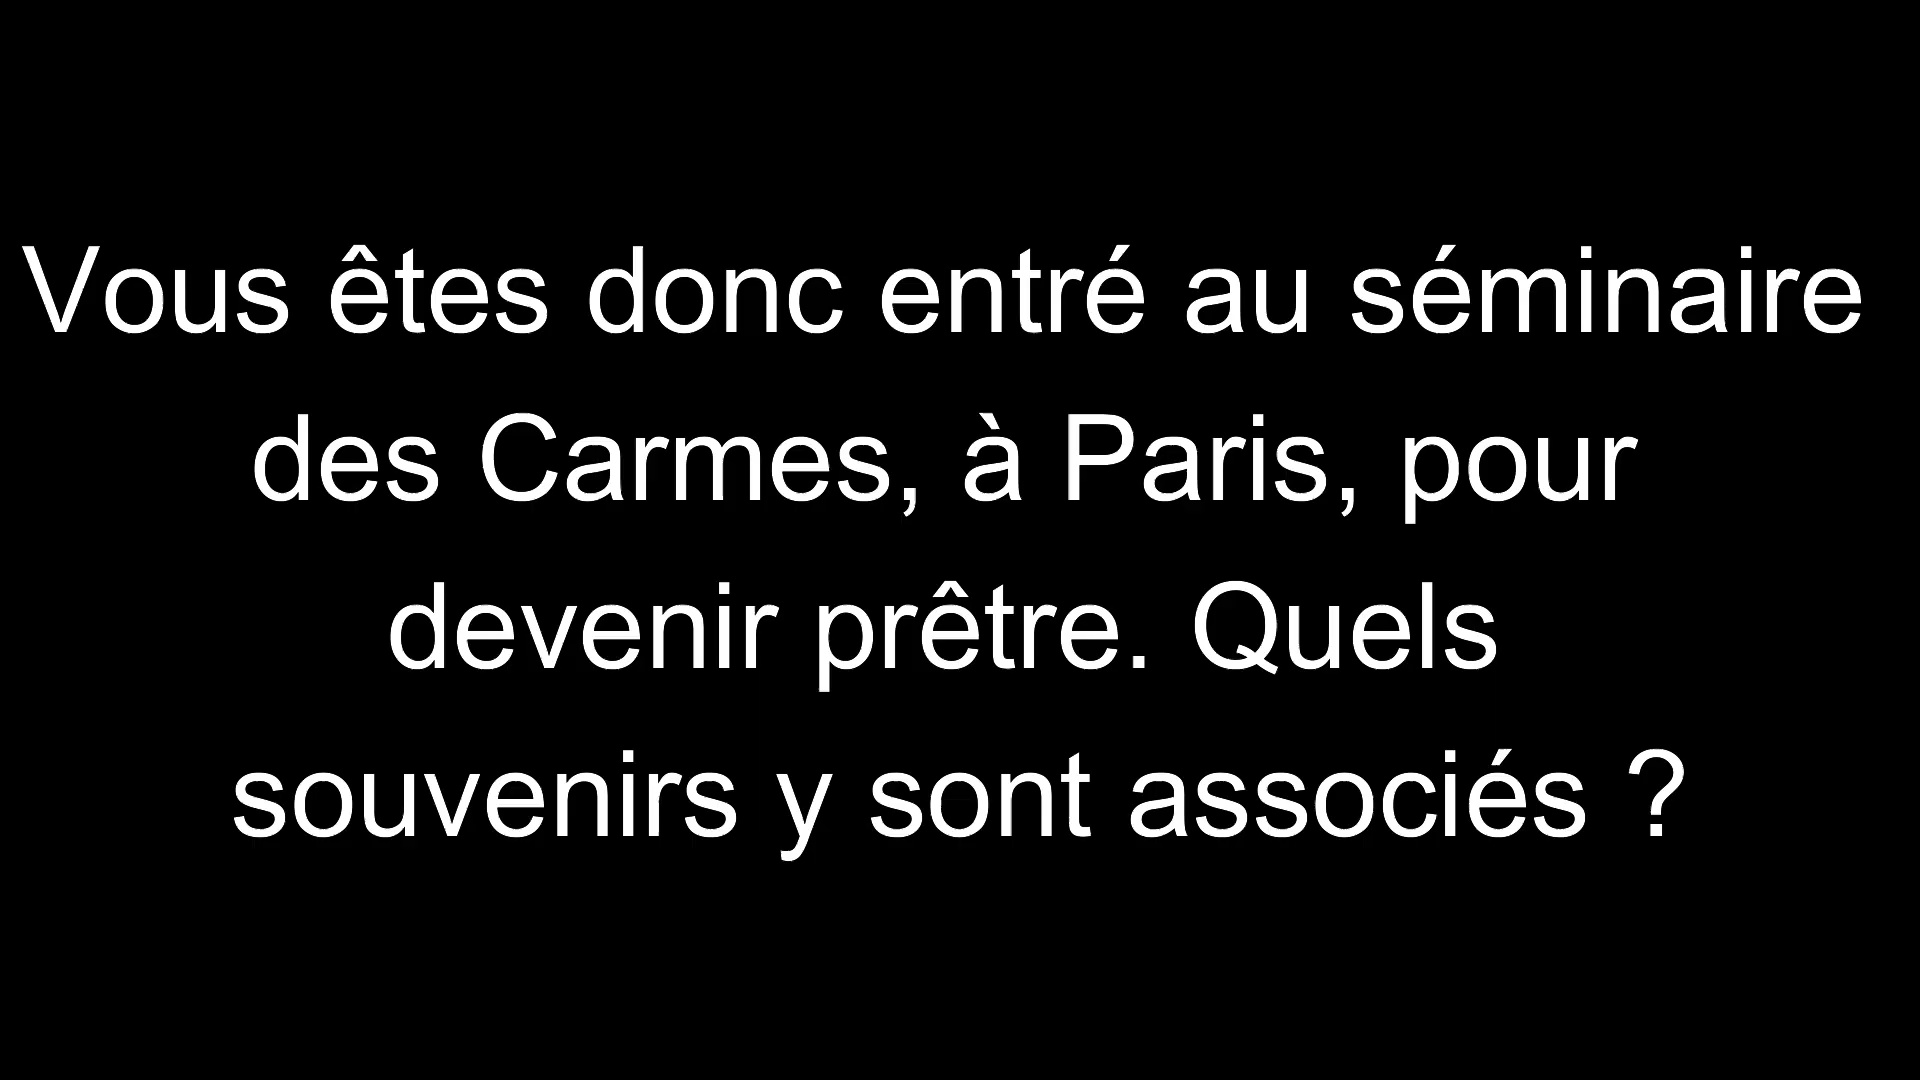 Vous êtes donc entré au séminaire
des Carmes, à Paris, pour
devenir prêtre. Quels
souvenirs y sont associés ?